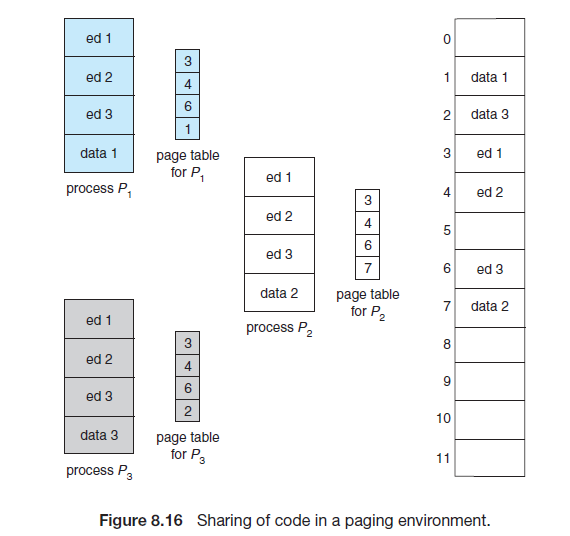 ed 1
ed 2
ed 3
data 1
process P1
3
4
6
1
page table
for P1
ed 1
ed 2
ed 3
data 2
process P2
3
4
6
7
page table
for P2
ed 1
ed 2
ed 3
data 3
process P3
3
4
6
2
page table
for P3
0
1 data 1
2 data 3
3 ed 1
4 ed 2
5
6 ed 3
7 data 2
8
9
10
11
Figure 8.16 Sharing of code in a paging environment.